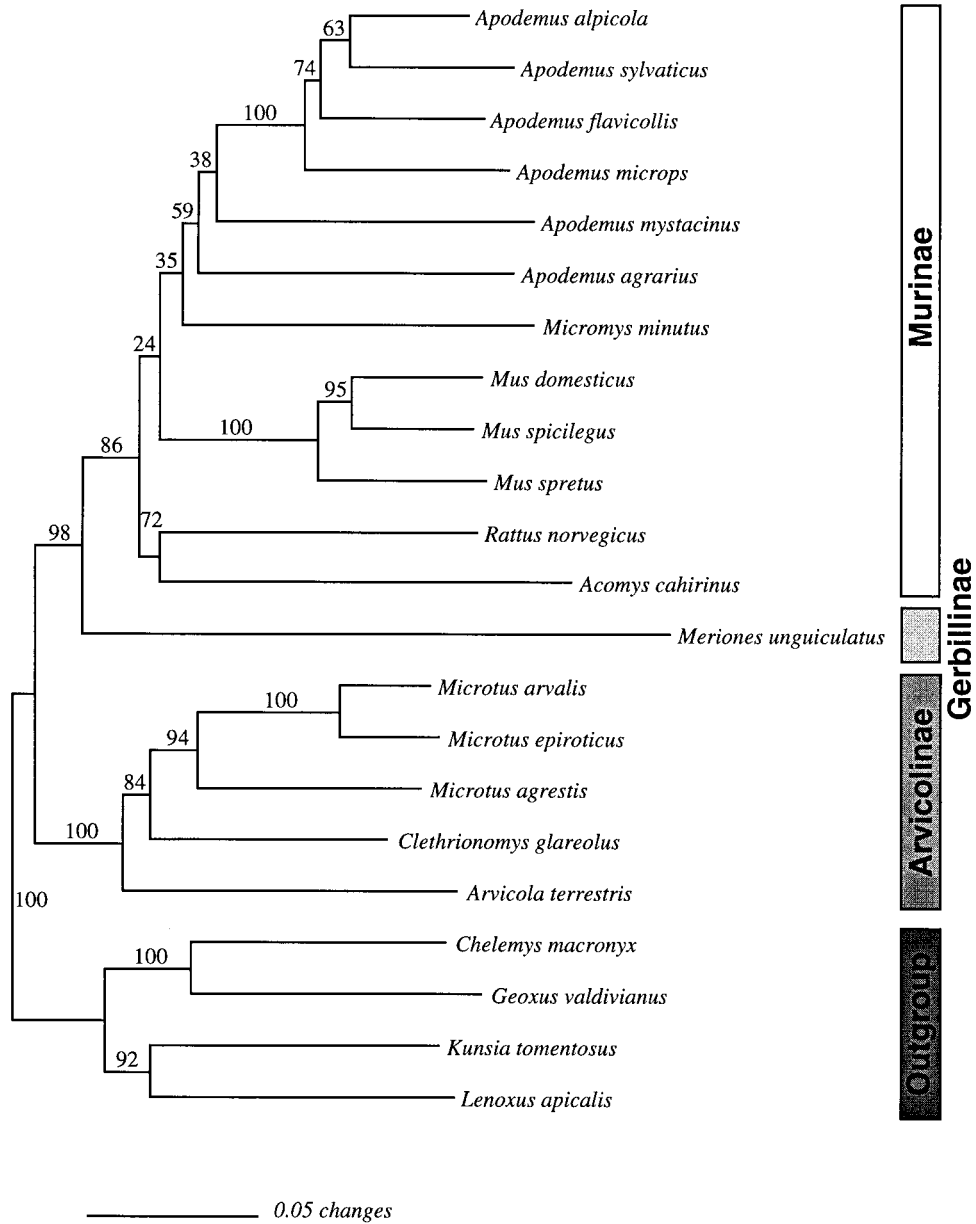 63
Apodemus alpicola
74
Apodemus sylvaticus
100
Apodemus flavicollis
38
Apodemus microps
59
Apodemus mystacinus
35
Apodemus agrarius
24
Micromys minutus
95
Mus domesticus
100
Mus spicilegus
86
Mus spretus
72
Rattus norvegicus
98
Acomys cahirinus
Meriones unguiculatus
100
Microtus arvalis
94
Microtus epiroticus
84
Microtus agrestis
100
Clethrionomys glareolus
Arvicola terrestris
100
100
Chelemys macronyx
Geoxus valdivianus
92
Kunsia tomentosus
Lenoxus apicalis
0.05 changes
Murinae
Gerbillinae
Arvicolinae
Outgroup